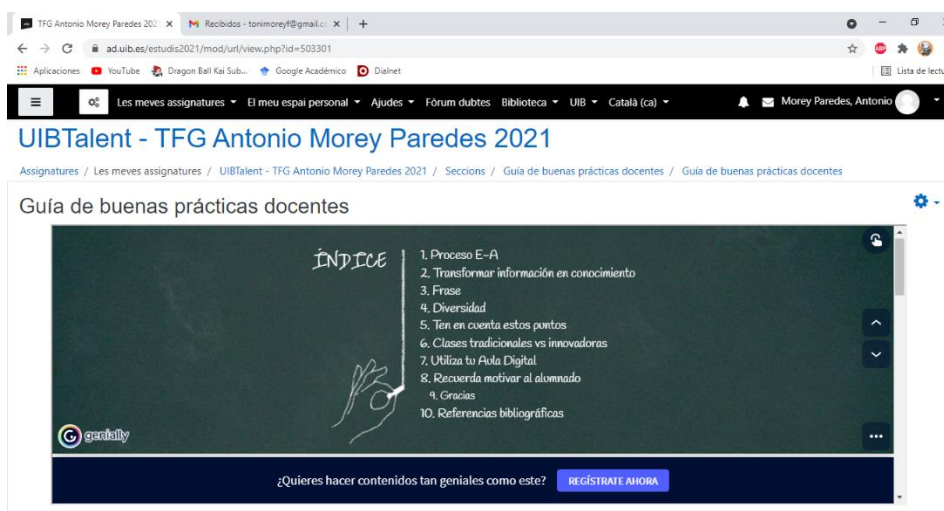 TFG Antonio Morey Paredes 202
Recibidos - tonimoreyf@gmail.c
ad.uib.es/estudis2021/mod/url/view.php?id=503301
Aplicaciones YouTube Dragon Ball Kai Sub... Google Académico Dialnet Lista de lectu
Les meves assignatures El meu espai personal Ajudes Fòrum dubtes Biblioteca UIB Català (ca) Morey Paredes, Antonio
UIBTalent - TFG Antonio Morey Paredes 2021
Assignatures / Les meves assignatures / UIBTalent - TFG Antonio Morey Paredes 2021 / Seccions / Guía de buenas prácticas docentes / Guía de buenas prácticas docentes
Guía de buenas prácticas docentes
ÍNDICE
1. Proceso E-A
2. Transformar información en conocimiento
3. Frase
4. Diversidad
5. Ten en cuenta estos puntos
6. Clases tradicionales vs innovadoras
7. Utiliza tu Aula Digital
8. Recuerda motivar al alumnado
9. Gracias
10. Referencias bibliográficas
genially
¿Quieres hacer contenidos tan geniales como este? REGÍSTRATE AHORA